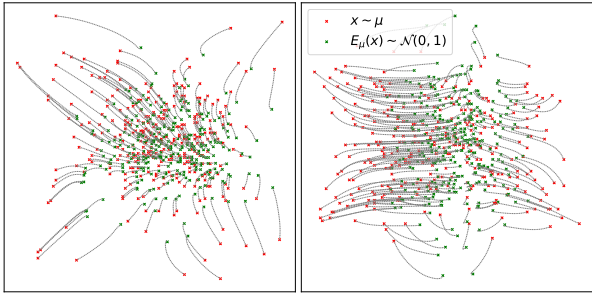 x ~ μ
E_μ(x) ~ 𝒩(0, 1)